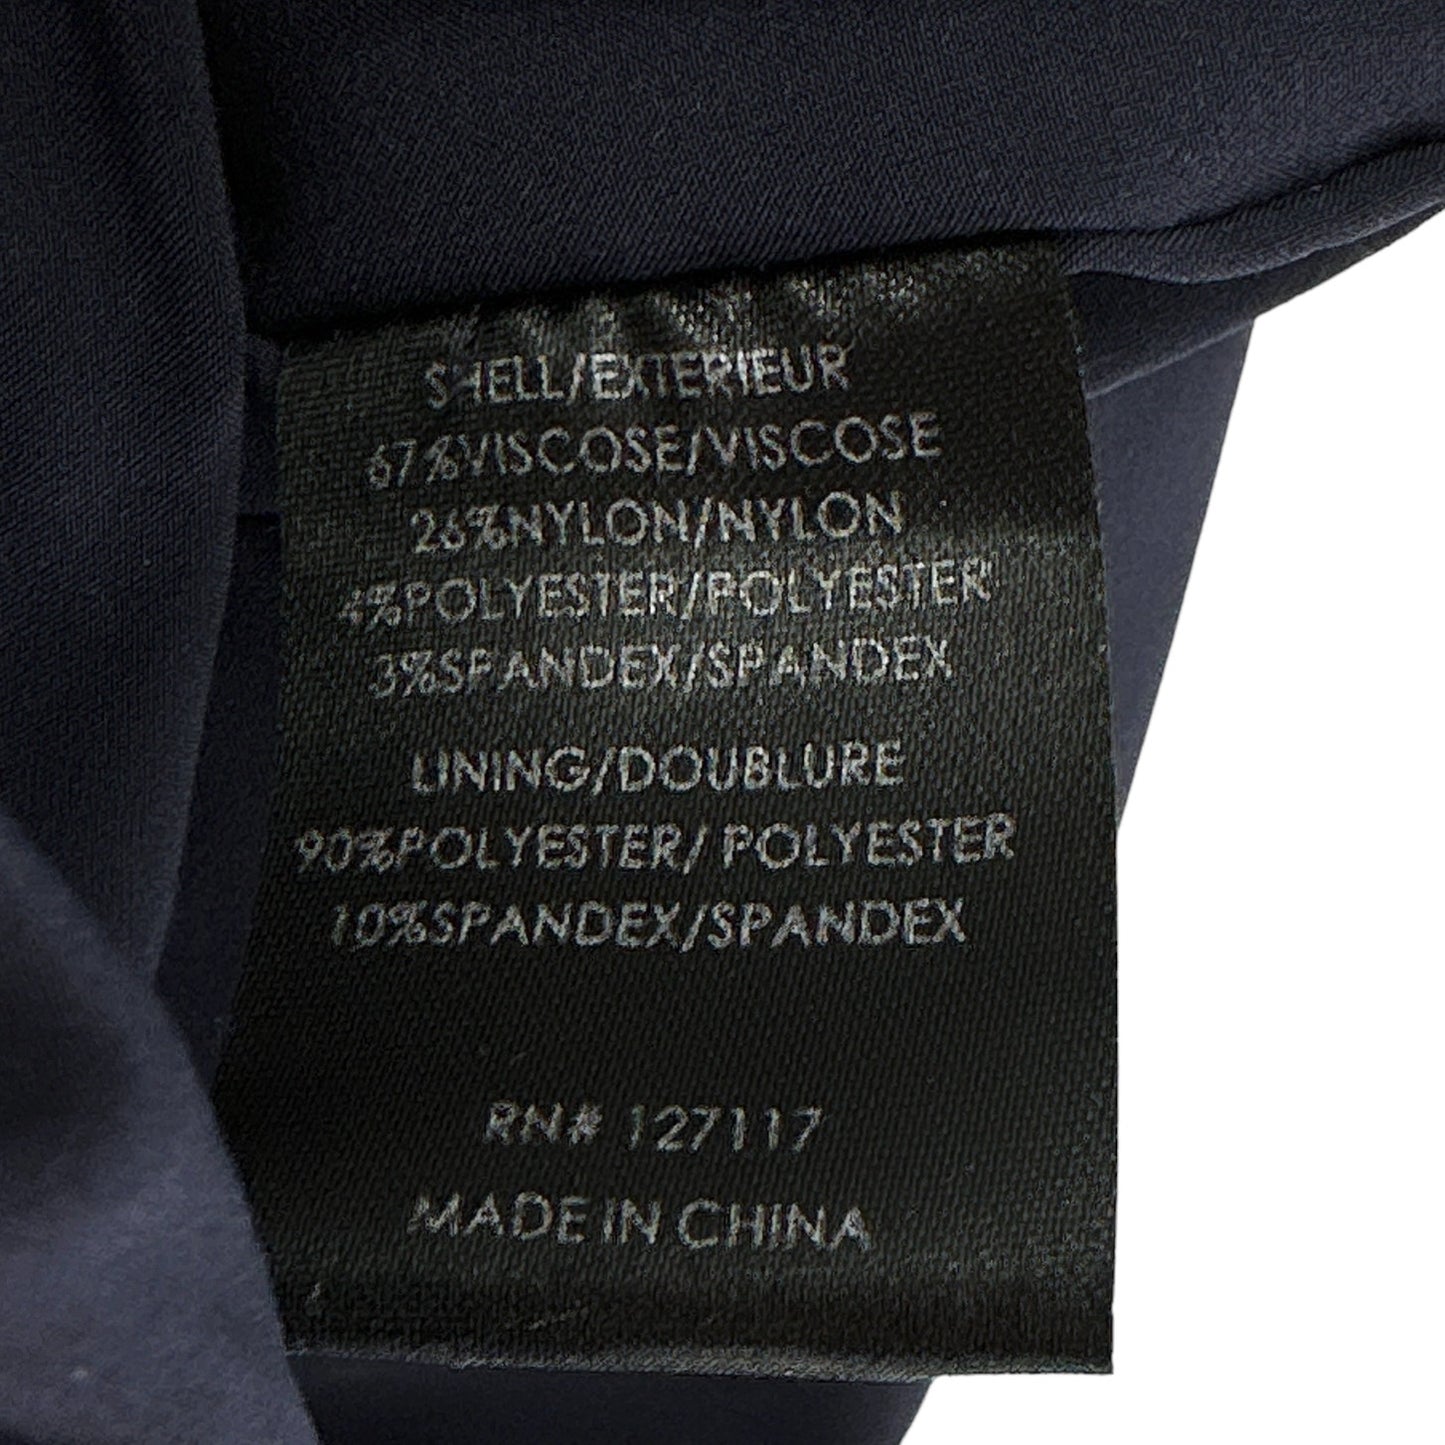 SHELL/EXTERIEUR
67%VISCOSE/VISCOSE
26%NYLON/NYLON
4%POLYESTER/POLYESTER
3%SPANDEX/SPANDEX
LINING/DOUBLURE
90%POLYESTER/ POLYESTER
10%SPANDEX/SPANDEX
RN# 127117
MADE IN CHINA